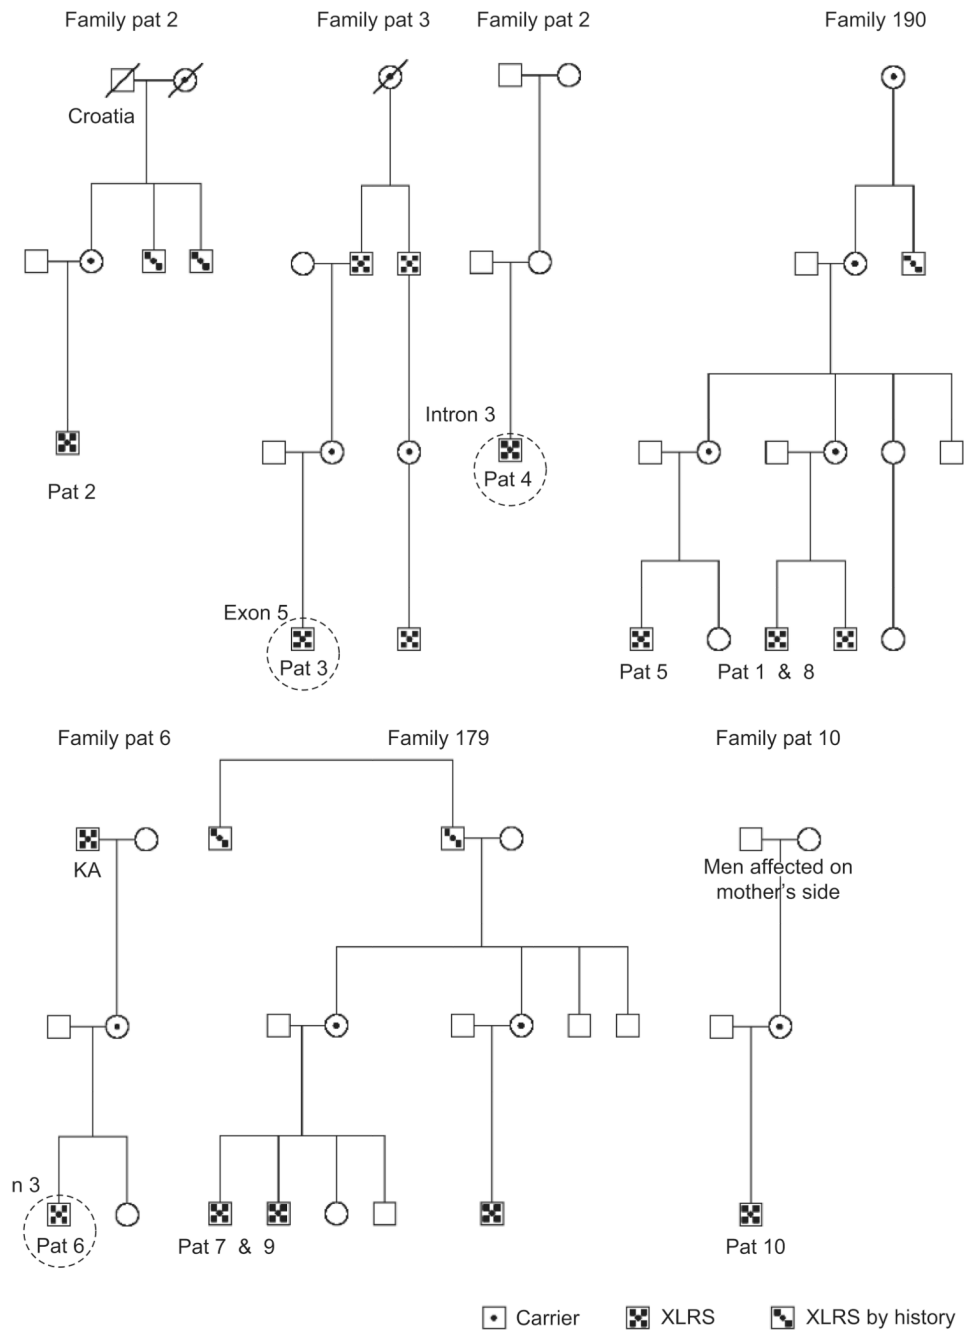 Family pat 2
Family pat 3
Family pat 2
Family 190
Croatia
Intron 3
Pat 2
Pat 4
Exon 5
Pat 3
Pat 5
Pat 1 & 8
Family pat 6
Family 179
Family pat 10
KA
Men affected on
mother's side
n 3
Pat 6
Pat 7 & 9
Pat 10
Carrier
XLRS
XLRS by history